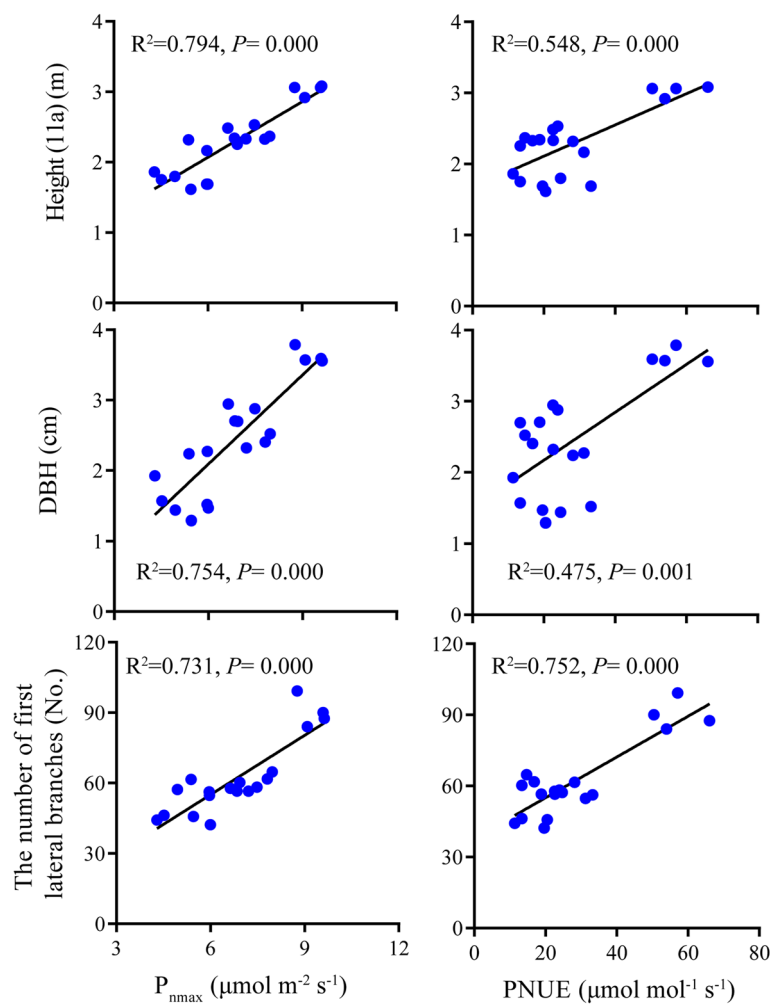 R²=0.794, P= 0.000
R²=0.548, P= 0.000
4
3
2
1
0
Height (11a) (m)
4
3
2
1
0
R²=0.754, P= 0.000
R²=0.475, P= 0.001
4
3
2
1
0
DBH (cm)
4
3
2
1
0
R²=0.731, P= 0.000
R²=0.752, P= 0.000
120
90
60
30
0
The number of first
lateral branches (No.)
120
90
60
30
0
3 6 9 12
0 20 40 60 80
Pnmax (μmol m⁻² s⁻¹)
PNUE (μmol mol⁻¹ s⁻¹)